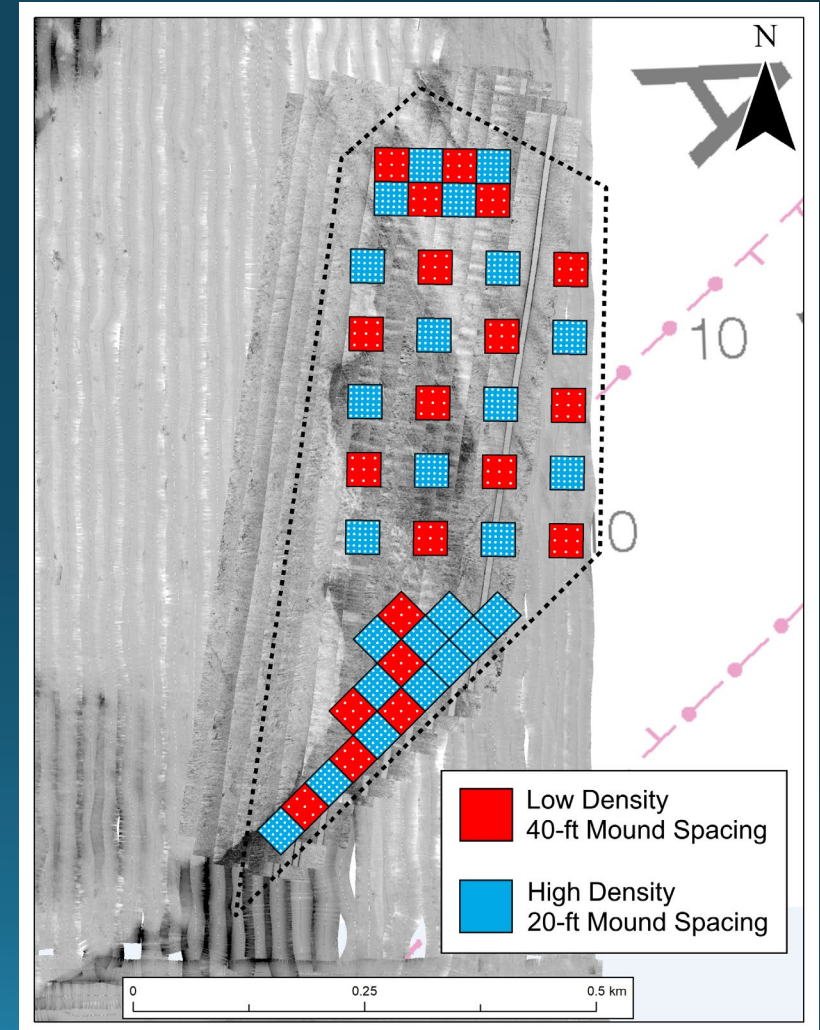 N
10
0
Low Density
40-ft Mound Spacing
High Density
20-ft Mound Spacing
0
0.25
0.5 km